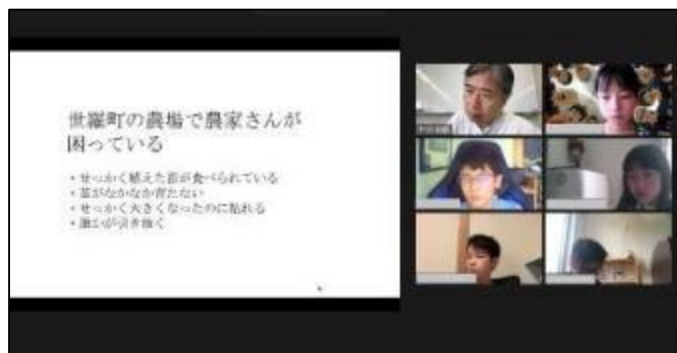 世羅町の農場で農家さんが
困っている
• せっかく植えた苗が食べられている
• 苗がなかなか育たない
• せっかく大きくなったのに枯れる
• 誰かが引き抜く